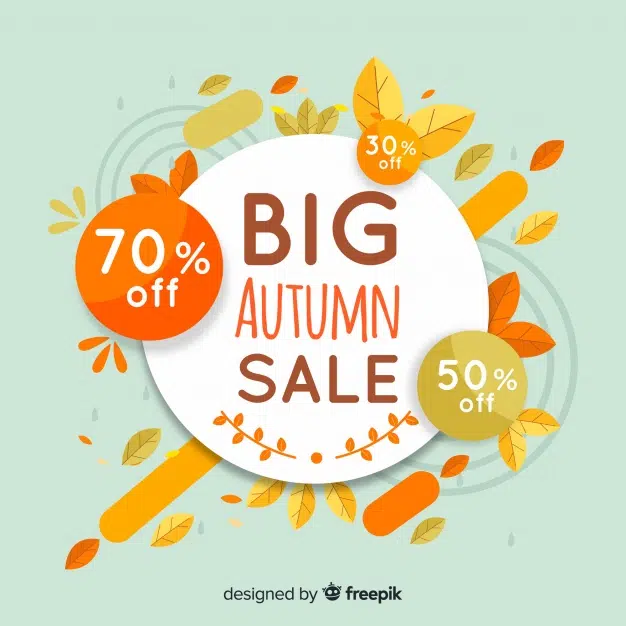 30%
off
BIG
70%
off
AUTUMN
SALE
50%
off
designed by freepik